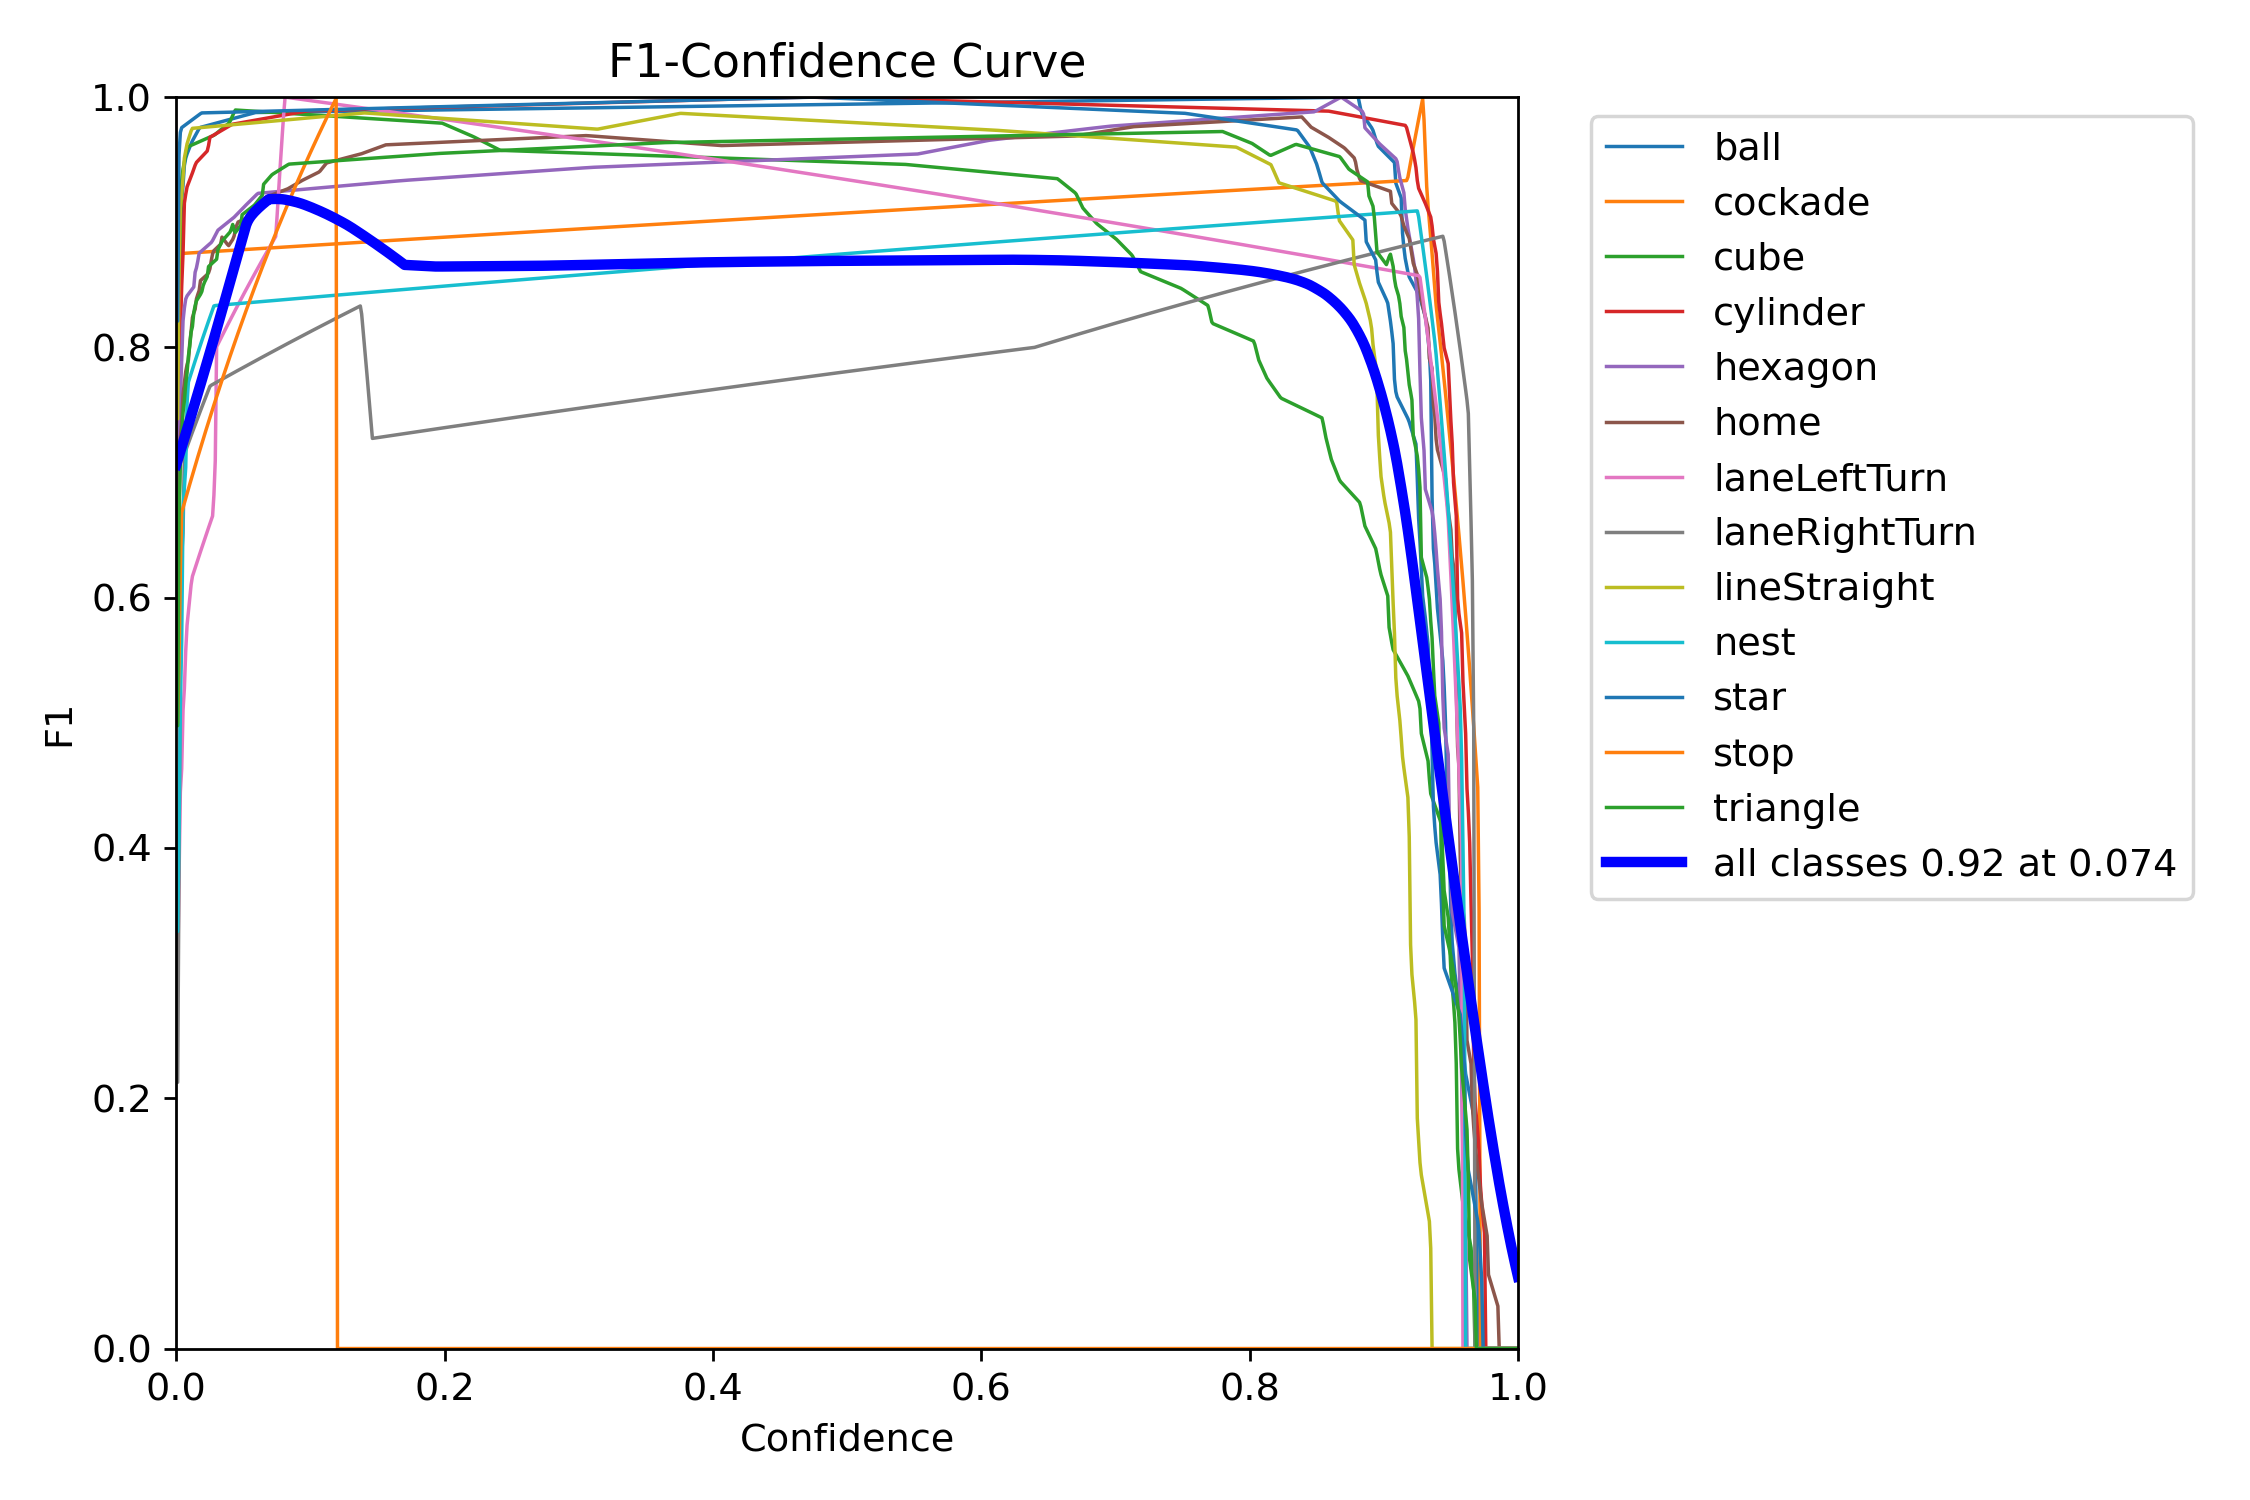 F1-Confidence Curve
1.0
0.8
0.6
0.4
0.2
0.0
F1
0.0 0.2 0.4 0.6 0.8 1.0
Confidence
ball
cockade
cube
cylinder
hexagon
home
laneLeftTurn
laneRightTurn
lineStraight
nest
star
stop
triangle
all classes 0.92 at 0.074